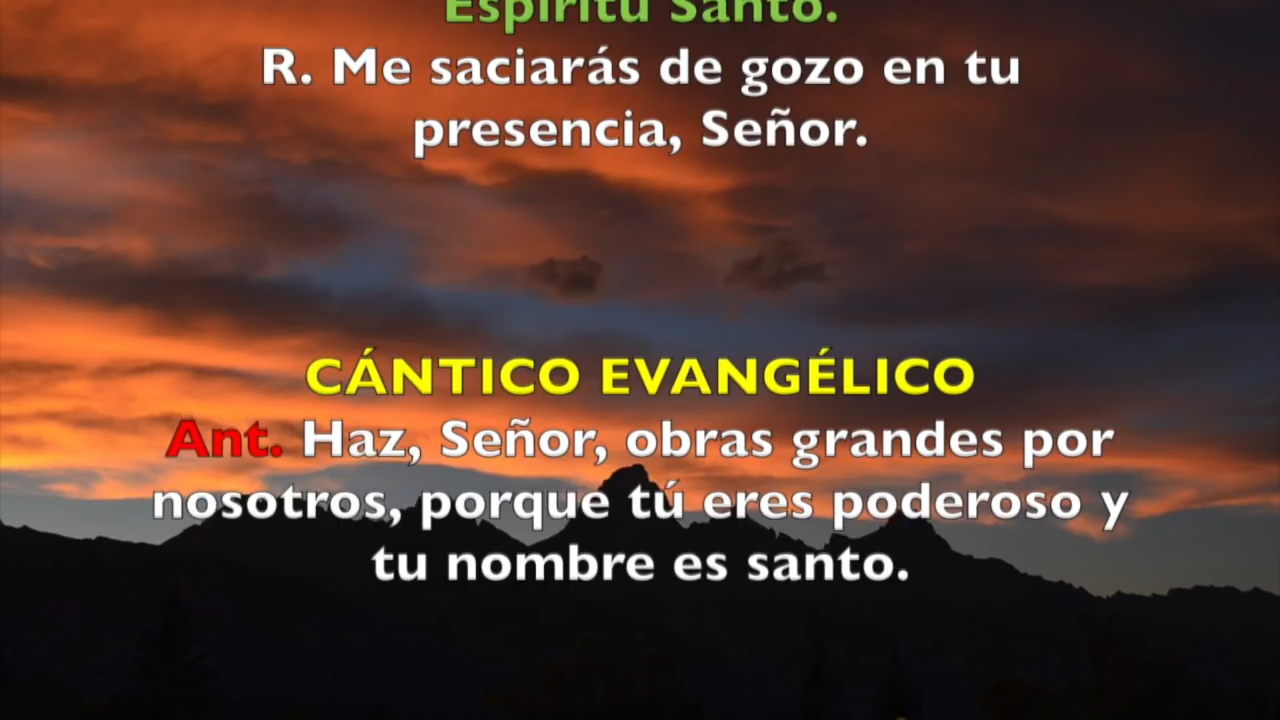 Espíritu Santo.
R. Me saciarás de gozo en tu
presencia, Señor.
CÁNTICO EVANGÉLICO
Ant. Haz, Señor, obras grandes por
nosotros, porque tú eres poderoso y
tu nombre es santo.